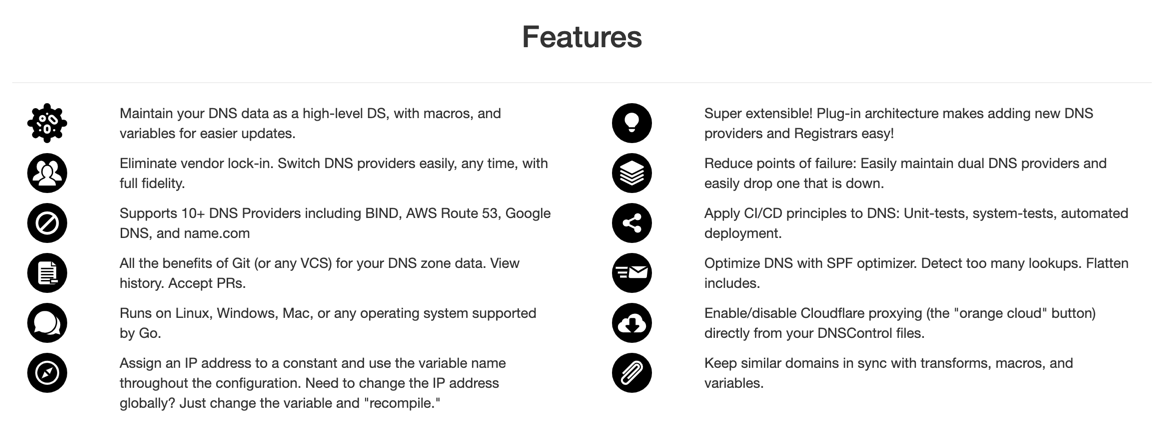 Features
Maintain your DNS data as a high-level DS, with macros, and
variables for easier updates.
Eliminate vendor lock-in. Switch DNS providers easily, any time, with
full fidelity.
Supports 10+ DNS Providers including BIND, AWS Route 53, Google
DNS, and name.com
All the benefits of Git (or any VCS) for your DNS zone data. View
history. Accept PRs.
Runs on Linux, Windows, Mac, or any operating system supported
by Go.
Assign an IP address to a constant and use the variable name
throughout the configuration. Need to change the IP address
globally? Just change the variable and "recompile."
Super extensible! Plug-in architecture makes adding new DNS
providers and Registrars easy!
Reduce points of failure: Easily maintain dual DNS providers and
easily drop one that is down.
Apply CI/CD principles to DNS: Unit-tests, system-tests, automated
deployment.
Optimize DNS with SPF optimizer. Detect too many lookups. Flatten
includes.
Enable/disable Cloudflare proxying (the "orange cloud" button)
directly from your DNSControl files.
Keep similar domains in sync with transforms, macros, and
variables.